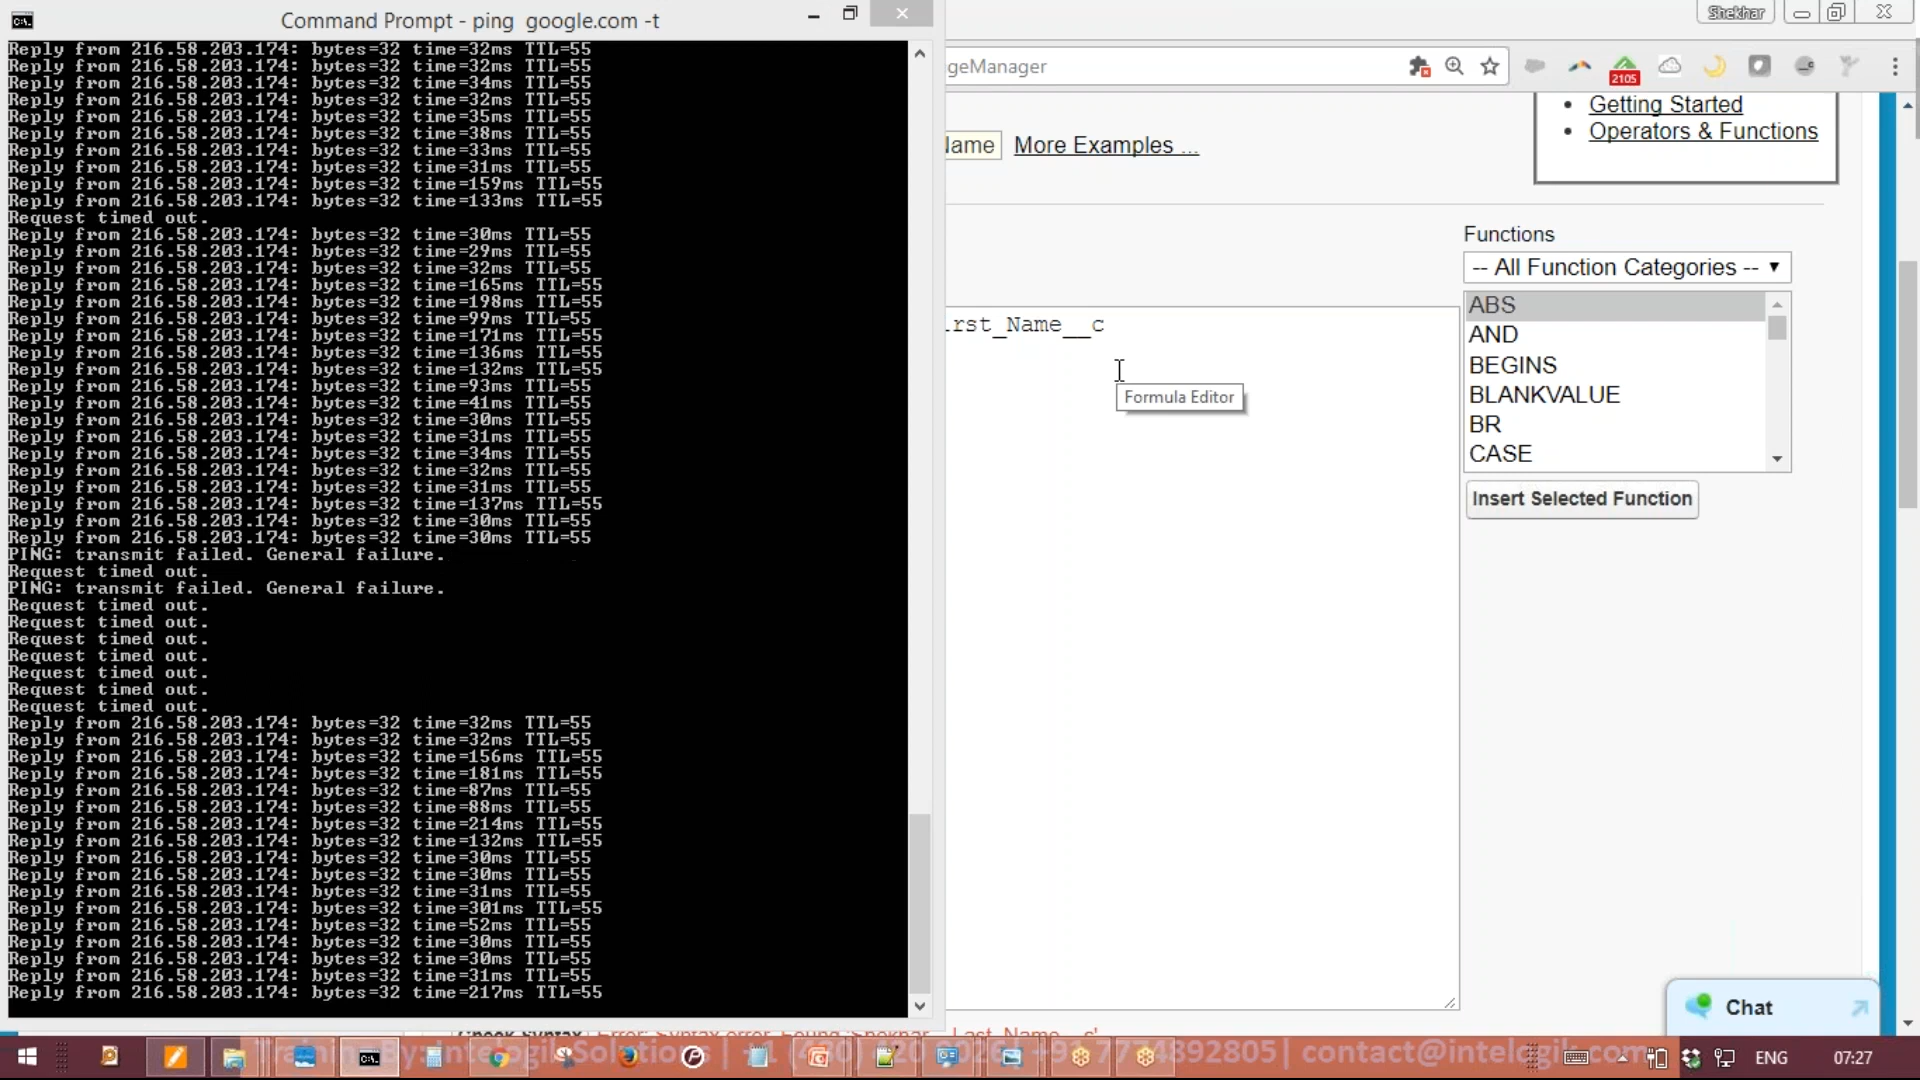 Command Prompt - ping  google.com -t
Reply from 216.58.203.174: bytes=32 time=32ms TTL=55
Reply from 216.58.203.174: bytes=32 time=32ms TTL=55
Reply from 216.58.203.174: bytes=32 time=34ms TTL=55
Reply from 216.58.203.174: bytes=32 time=32ms TTL=55
Reply from 216.58.203.174: bytes=32 time=35ms TTL=55
Reply from 216.58.203.174: bytes=32 time=38ms TTL=55
Reply from 216.58.203.174: bytes=32 time=33ms TTL=55
Reply from 216.58.203.174: bytes=32 time=31ms TTL=55
Reply from 216.58.203.174: bytes=32 time=159ms TTL=55
Reply from 216.58.203.174: bytes=32 time=133ms TTL=55
Request timed out.
Reply from 216.58.203.174: bytes=32 time=30ms TTL=55
Reply from 216.58.203.174: bytes=32 time=29ms TTL=55
Reply from 216.58.203.174: bytes=32 time=32ms TTL=55
Reply from 216.58.203.174: bytes=32 time=165ms TTL=55
Reply from 216.58.203.174: bytes=32 time=198ms TTL=55
Reply from 216.58.203.174: bytes=32 time=99ms TTL=55
Reply from 216.58.203.174: bytes=32 time=171ms TTL=55
Reply from 216.58.203.174: bytes=32 time=136ms TTL=55
Reply from 216.58.203.174: bytes=32 time=132ms TTL=55
Reply from 216.58.203.174: bytes=32 time=93ms TTL=55
Reply from 216.58.203.174: bytes=32 time=41ms TTL=55
Reply from 216.58.203.174: bytes=32 time=30ms TTL=55
Reply from 216.58.203.174: bytes=32 time=31ms TTL=55
Reply from 216.58.203.174: bytes=32 time=34ms TTL=55
Reply from 216.58.203.174: bytes=32 time=32ms TTL=55
Reply from 216.58.203.174: bytes=32 time=31ms TTL=55
Reply from 216.58.203.174: bytes=32 time=137ms TTL=55
Reply from 216.58.203.174: bytes=32 time=30ms TTL=55
Reply from 216.58.203.174: bytes=32 time=30ms TTL=55
PING: transmit failed. General failure.
Request timed out.
PING: transmit failed. General failure.
Request timed out.
Request timed out.
Request timed out.
Request timed out.
Request timed out.
Request timed out.
Request timed out.
Reply from 216.58.203.174: bytes=32 time=32ms TTL=55
Reply from 216.58.203.174: bytes=32 time=32ms TTL=55
Reply from 216.58.203.174: bytes=32 time=156ms TTL=55
Reply from 216.58.203.174: bytes=32 time=181ms TTL=55
Reply from 216.58.203.174: bytes=32 time=87ms TTL=55
Reply from 216.58.203.174: bytes=32 time=88ms TTL=55
Reply from 216.58.203.174: bytes=32 time=214ms TTL=55
Reply from 216.58.203.174: bytes=32 time=132ms TTL=55
Reply from 216.58.203.174: bytes=32 time=30ms TTL=55
Reply from 216.58.203.174: bytes=32 time=30ms TTL=55
Reply from 216.58.203.174: bytes=32 time=31ms TTL=55
Reply from 216.58.203.174: bytes=32 time=301ms TTL=55
Reply from 216.58.203.174: bytes=32 time=52ms TTL=55
Reply from 216.58.203.174: bytes=32 time=30ms TTL=55
Reply from 216.58.203.174: bytes=32 time=30ms TTL=55
Reply from 216.58.203.174: bytes=32 time=31ms TTL=55
Reply from 216.58.203.174: bytes=32 time=217ms TTL=55
Shekhar
geManager
2105
Getting Started
Operators & Functions
Name
More Examples ...
Functions
-- All Function Categories --
irst_Name__c
Formula Editor
ABS
AND
BEGINS
BLANKVALUE
BR
CASE
Insert Selected Function
Chat
Check Syntax Error: Syntax error. Found 'Shekhar__Last_Name__c'
Solutions | 4892805| contact@intelogik.com
ENG
07:27